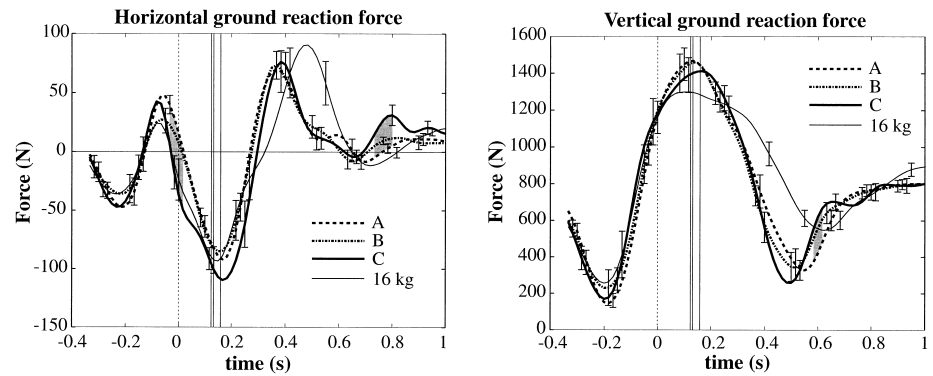 Horizontal ground reaction force
Force (N)
100
50
0
-50
-100
-150
A
B
C
16 kg
-0.4
-0.2
0
0.2
0.4
0.6
0.8
1
time (s)
Vertical ground reaction force
Force (N)
1600
1400
1200
1000
800
600
400
200
0
A
B
C
16 kg
-0.4
-0.2
0
0.2
0.4
0.6
0.8
1
time (s)